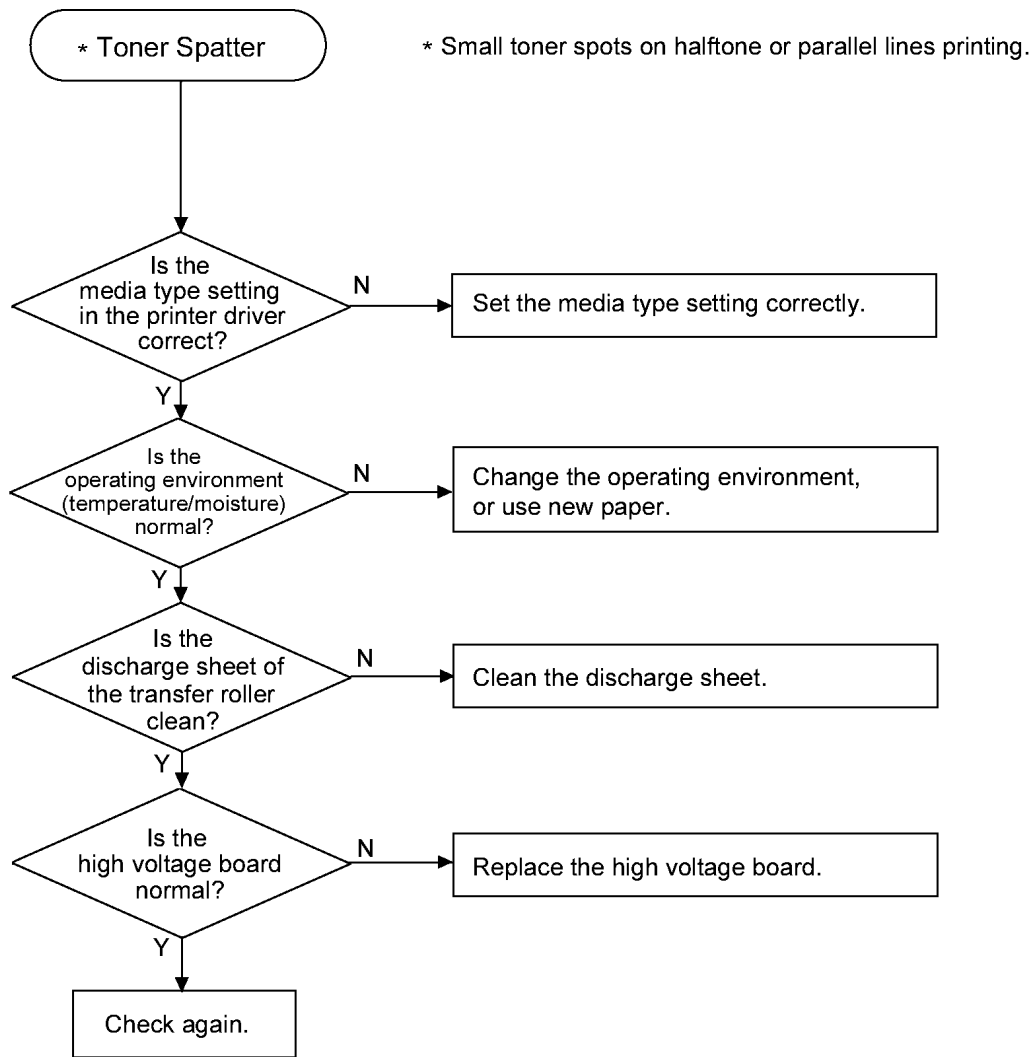 * Toner Spatter
* Small toner spots on halftone or parallel lines printing.
Is the
media type setting
in the printer driver
correct?
N
Set the media type setting correctly.
Y
Is the
operating environment
(temperature/moisture)
normal?
N
Change the operating environment,
or use new paper.
Y
Is the
discharge sheet of
the transfer roller
clean?
N
Clean the discharge sheet.
Y
Is the
high voltage board
normal?
N
Replace the high voltage board.
Y
Check again.